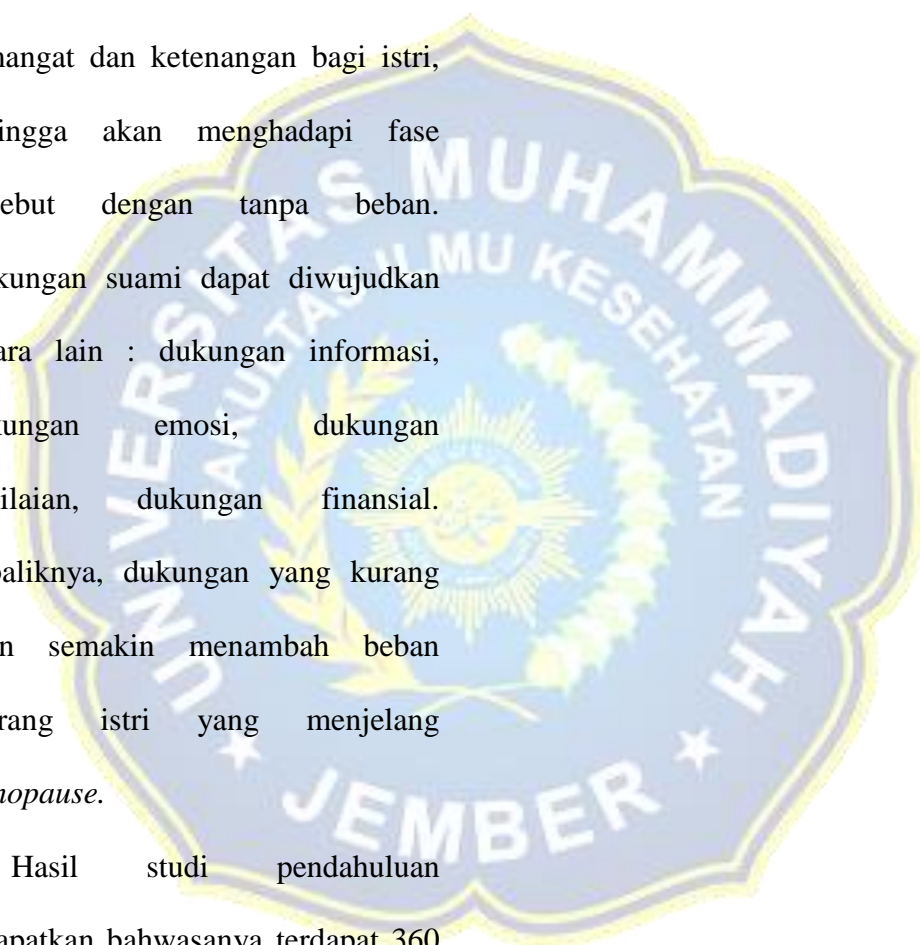 angat dan ketenangan bagi istri,
ingga akan menghadapi fase
ebut dengan tanpa beban.
kungan suami dapat diwujudkan
ara lain : dukungan informasi,
kungan emosi, dukungan
ilaian, dukungan finansial.
baliknya, dukungan yang kurang
n semakin menambah beban
rang istri yang menjelang
nopause.
Hasil studi pendahuluan
apatkan bahwasanya terdapat 360
UNIVERSITAS MUHAMMADIYAH
FAKULTAS ILMU KESEHATAN
★ JEMBER ★